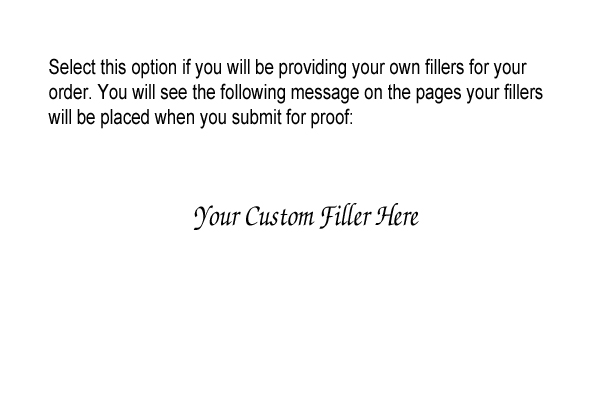 Select this option if you will be providing your own fillers for your
order. You will see the following message on the pages your fillers
will be placed when you submit for proof:
Your Custom Filler Here